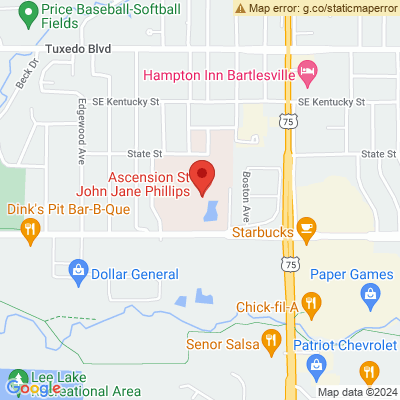 Map error: g.co/staticmaperror
Price Baseball-Softball
Fields
Tuxedo Blvd
Beck Dr
Hampton Inn Bartlesville
Edgewood Ave
SE Kentucky St
SE Kentucky St
75
State St
State St
Ascension St
John Jane Phillips
Boston Ave
Dink's Pit Bar-B-Que
Starbucks
Dollar General
75
Paper Games
Chick-fil-A
Senor Salsa
Patriot Chevrolet
Lee Lake
Recreational Area
Google
Map data ©2024